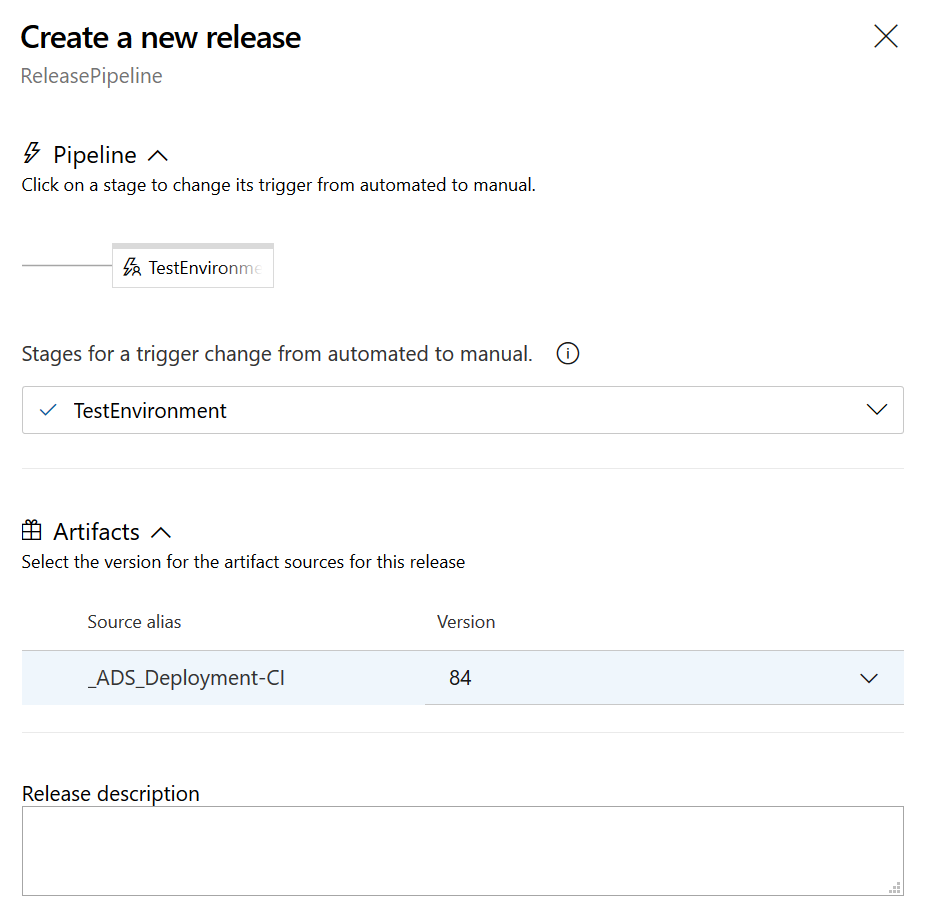 Create a new release
ReleasePipeline
Pipeline
Click on a stage to change its trigger from automated to manual.
TestEnvironme
Stages for a trigger change from automated to manual.
TestEnvironment
Artifacts
Select the version for the artifact sources for this release
Source alias Version
_ADS_Deployment-CI 84
Release description